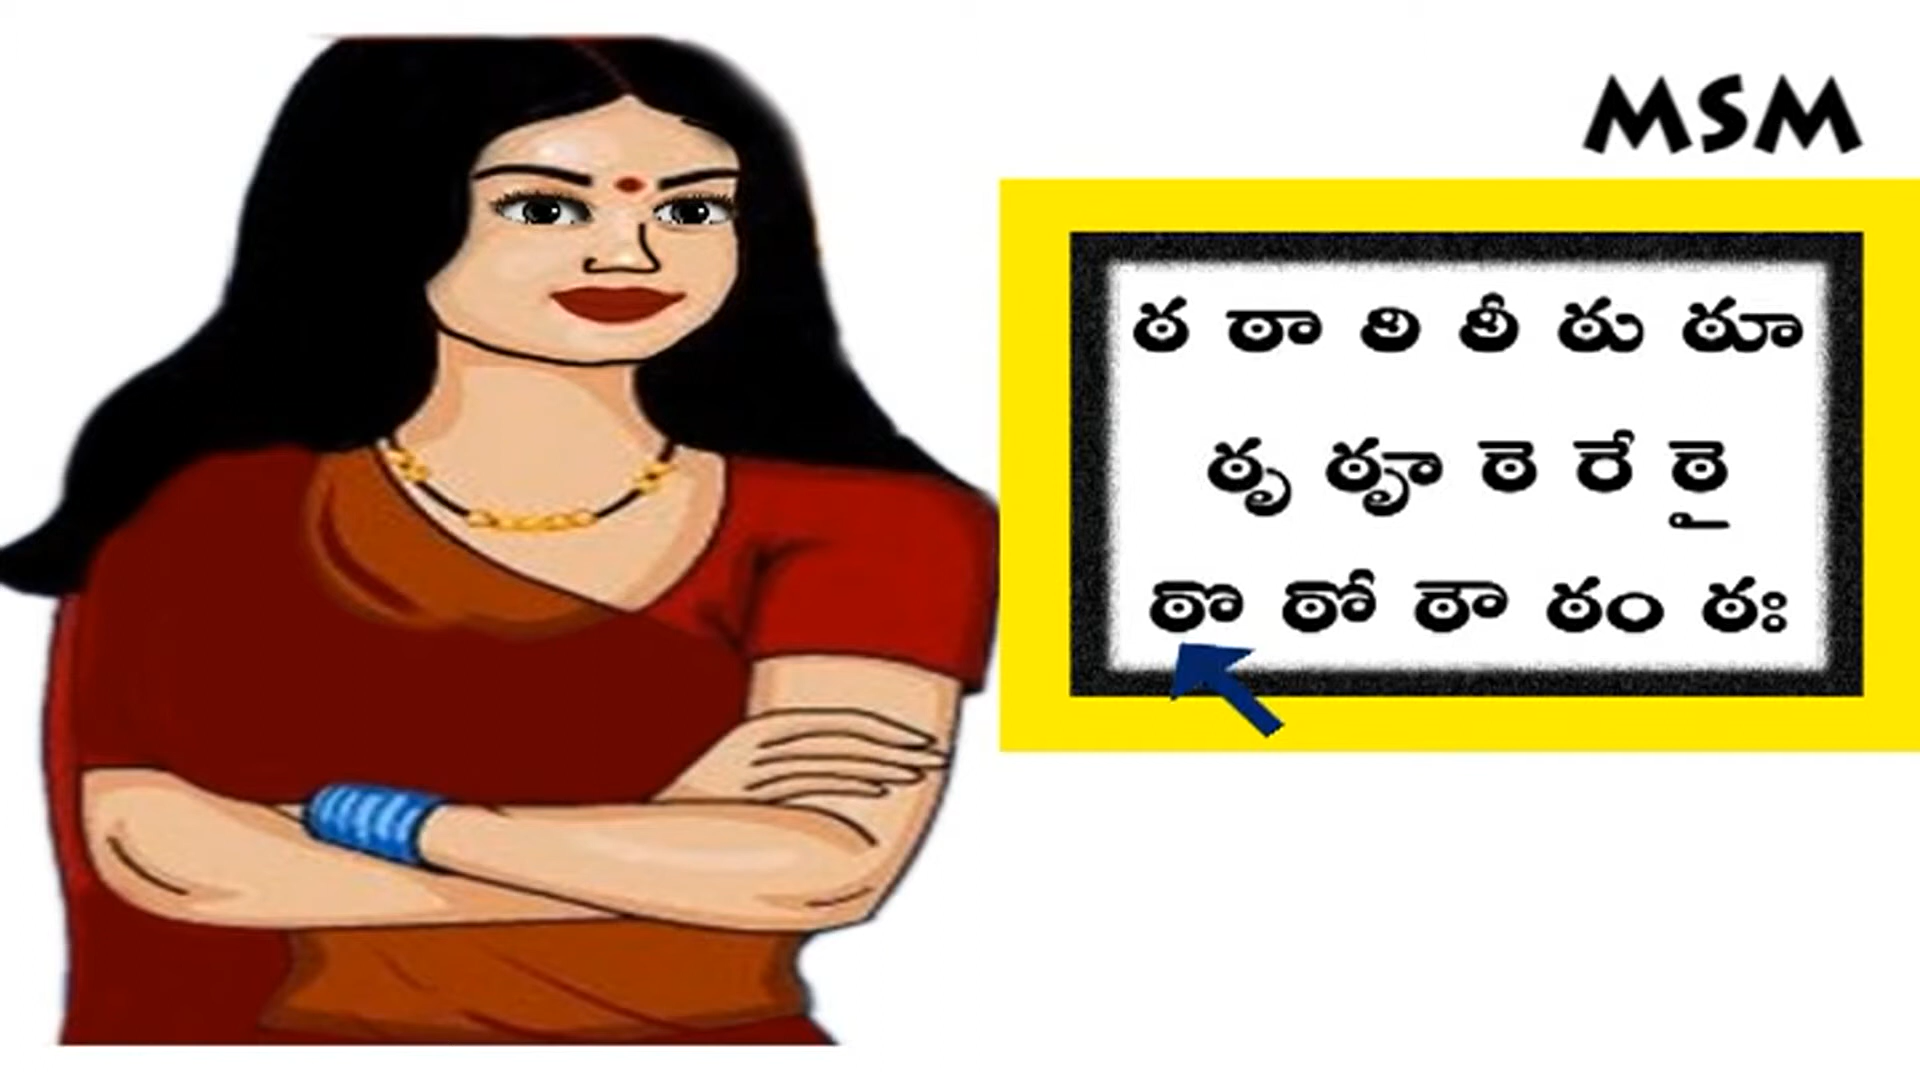 MSM
ఠ ఠా ఠి ఠీ ఠు ఠూ
ఠృ ఠౄ ఠె ఠే ఠై
ఠొ ఠో ఠౌ ఠం ఠః